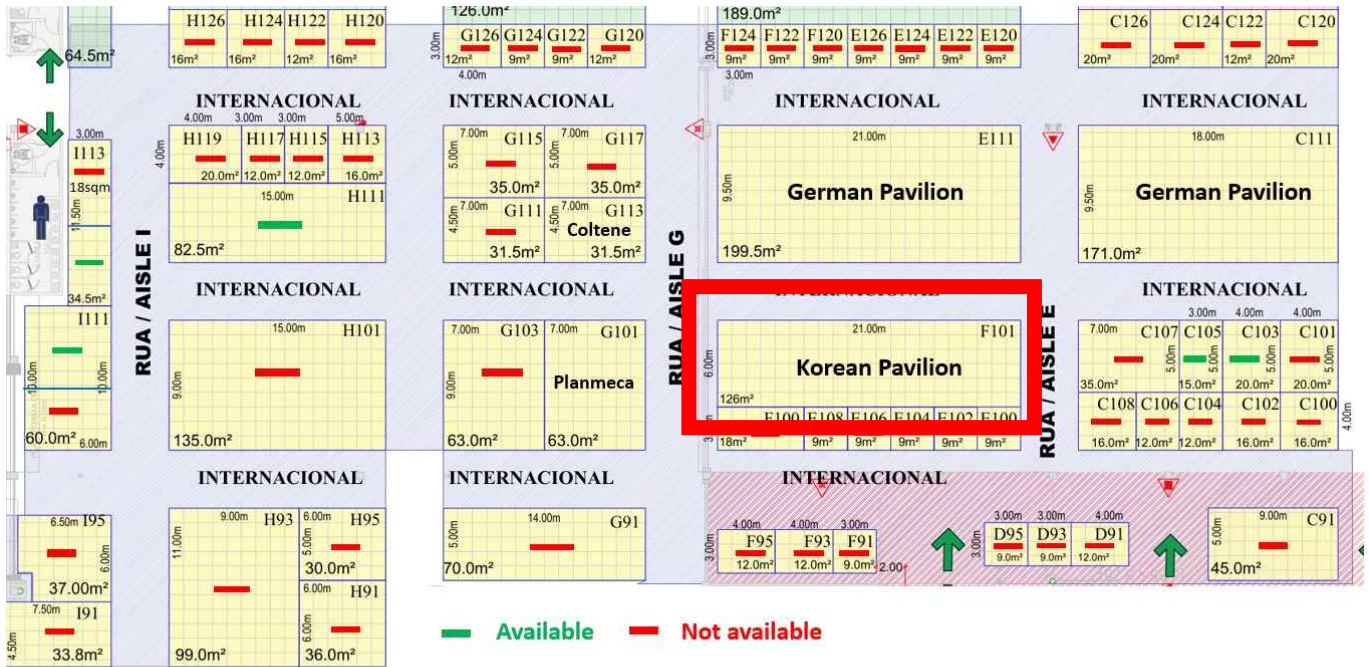 126.0m²
189.0m²
64.5m²
H126 H124 H122 H120
16m² 16m² 12m² 16m²
3.00m
G126 G124 G122 G120
12m² 9m² 9m² 12m²
4.00m
3.00m
F124 F122 F120 E126 E124 E122 E120
9m² 9m² 9m² 9m² 9m² 9m² 9m²
3.00m
C126 C124 C122 C120
20m² 20m² 12m² 20m²
INTERNACIONAL INTERNACIONAL INTERNACIONAL INTERNACIONAL
3.00m
I113
18sqm
11.50m
34.5m²
I111
10.00m 10.00m
60.0m² 6.00m
RUA / AISLE I
4.00m 3.00m 3.00m 5.00m
4.00m
H119 H117 H115 H113
20.0m² 12.0m² 12.0m² 16.0m²
15.00m H111
82.5m²
7.00m G115 7.00m G117
5.00m 5.00m
35.0m² 35.0m²
7.00m G111 7.00m G113
4.50m 4.50m Coltene
31.5m² 31.5m²
RUA / AISLE G
21.00m E111
9.50m
German Pavilion
199.5m²
18.00m C111
9.50m
German Pavilion
171.0m²
INTERNACIONAL INTERNACIONAL INTERNACIONAL
15.00m H101
9.00m
135.0m²
7.00m G103 7.00m G101
9.00m
Planmeca
63.0m² 63.0m²
21.00m F101
6.00m
Korean Pavilion
126m²
F100 F108 E106 E104 E102 E100
18m² 9m² 9m² 9m² 9m² 9m²
RUA / AISLE E
3.00m 4.00m 4.00m
7.00m C107 C105 C103 C101
5.00m 5.00m 5.00m 5.00m
35.0m² 15.0m² 20.0m² 20.0m²
C108 C106 C104 C102 C100
4.00m
16.0m² 12.0m² 12.0m² 16.0m² 16.0m²
INTERNACIONAL INTERNACIONAL INTERNACIONAL
6.50m I95
6.00m
37.00m²
7.50m I91
4.50m
33.8m²
9.00m H93
11.00m
99.0m²
6.00m H95
5.00m
30.0m²
6.00m H91
6.00m
36.0m²
14.00m G91
5.00m
70.0m²
4.00m 4.00m 3.00m
3.00m
F95 F93 F91
12.0m² 12.0m² 9.0m²
2.00
3.00m 3.00m 4.00m
3.00m
D95 D93 D91
9.0m² 9.0m² 12.0m²
9.00m C91
5.00m
45.0m²
Available Not available